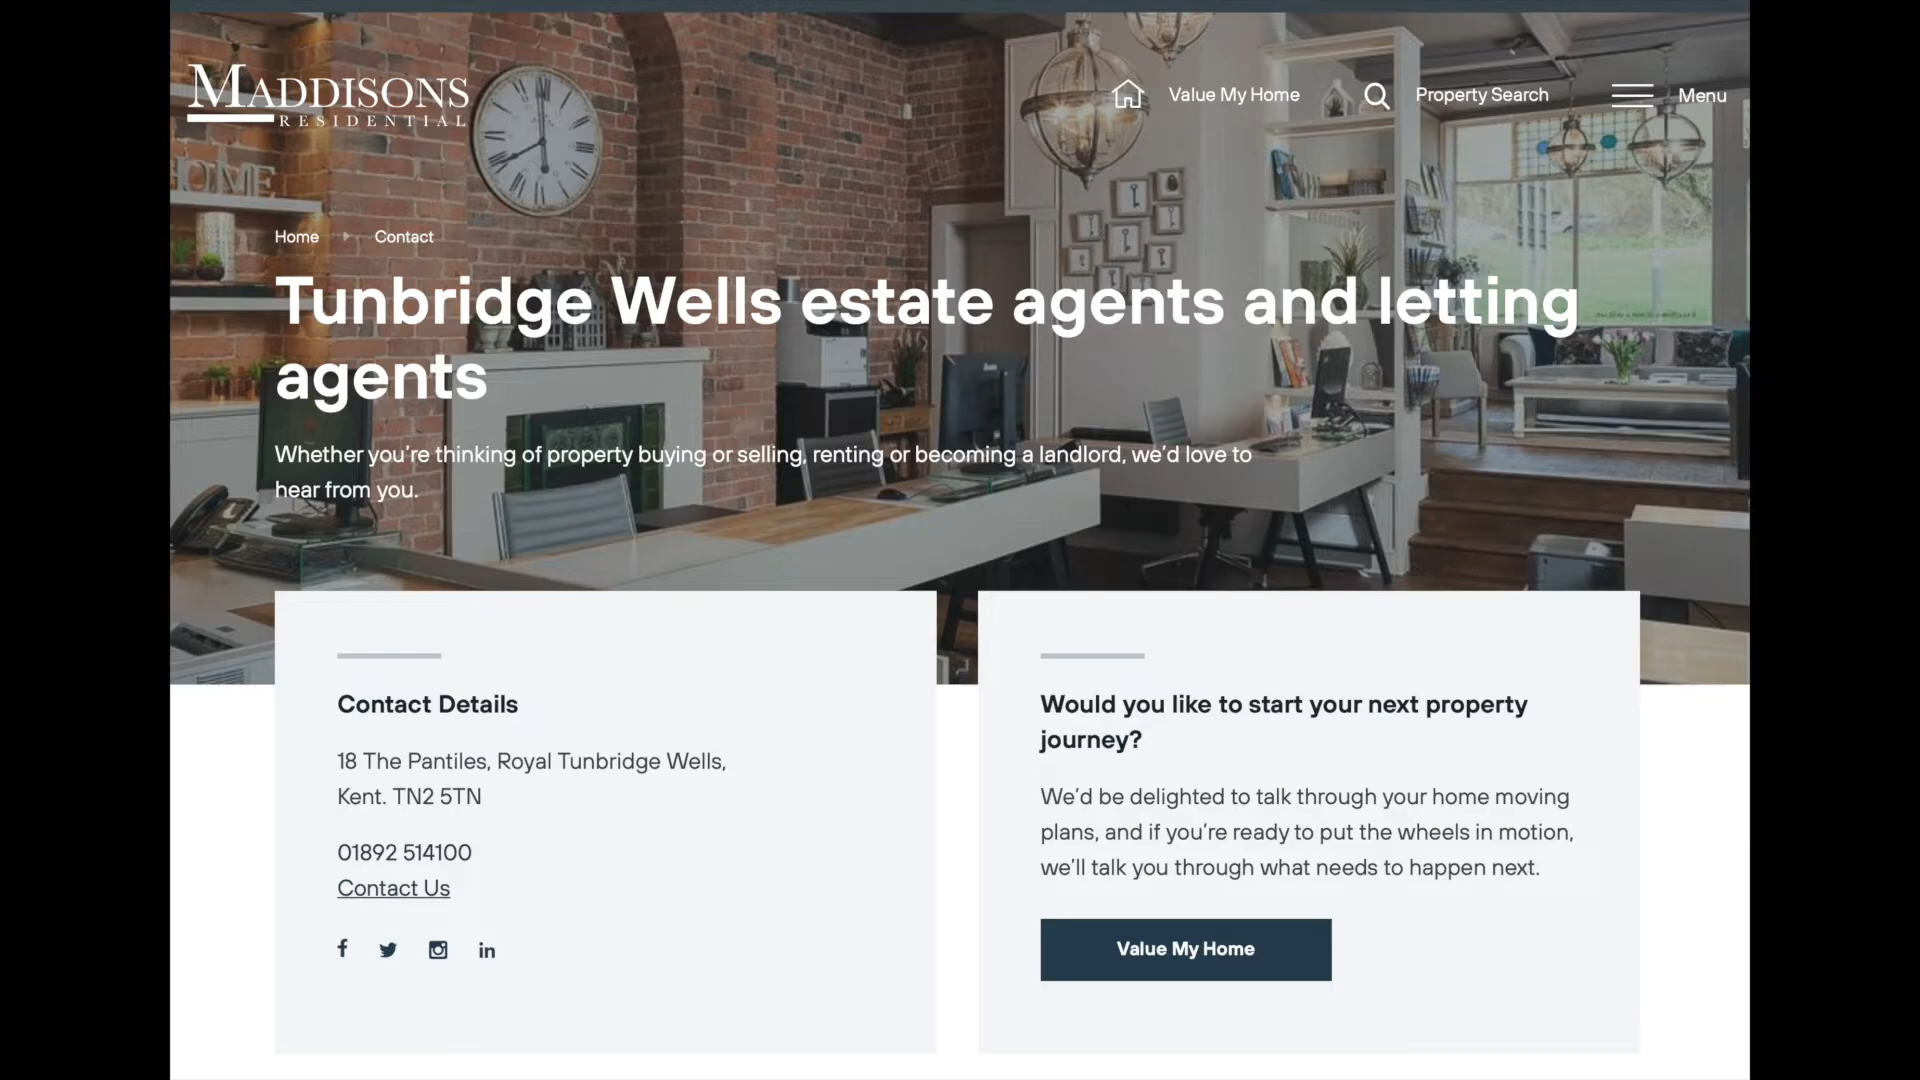 MADDISONS
RESIDENTIAL
Value My Home
Property Search
Menu
HOME
Home
Contact
Tunbridge Wells estate agents and letting
agents
Whether you're thinking of property buying or selling, renting or becoming a landlord, we'd love to
hear from you.
Contact Details
18 The Pantiles, Royal Tunbridge Wells,
Kent. TN2 5TN
01892 514100
Contact Us
Would you like to start your next property
journey?
We'd be delighted to talk through your home moving
plans, and if you're ready to put the wheels in motion,
we'll talk you through what needs to happen next.
Value My Home